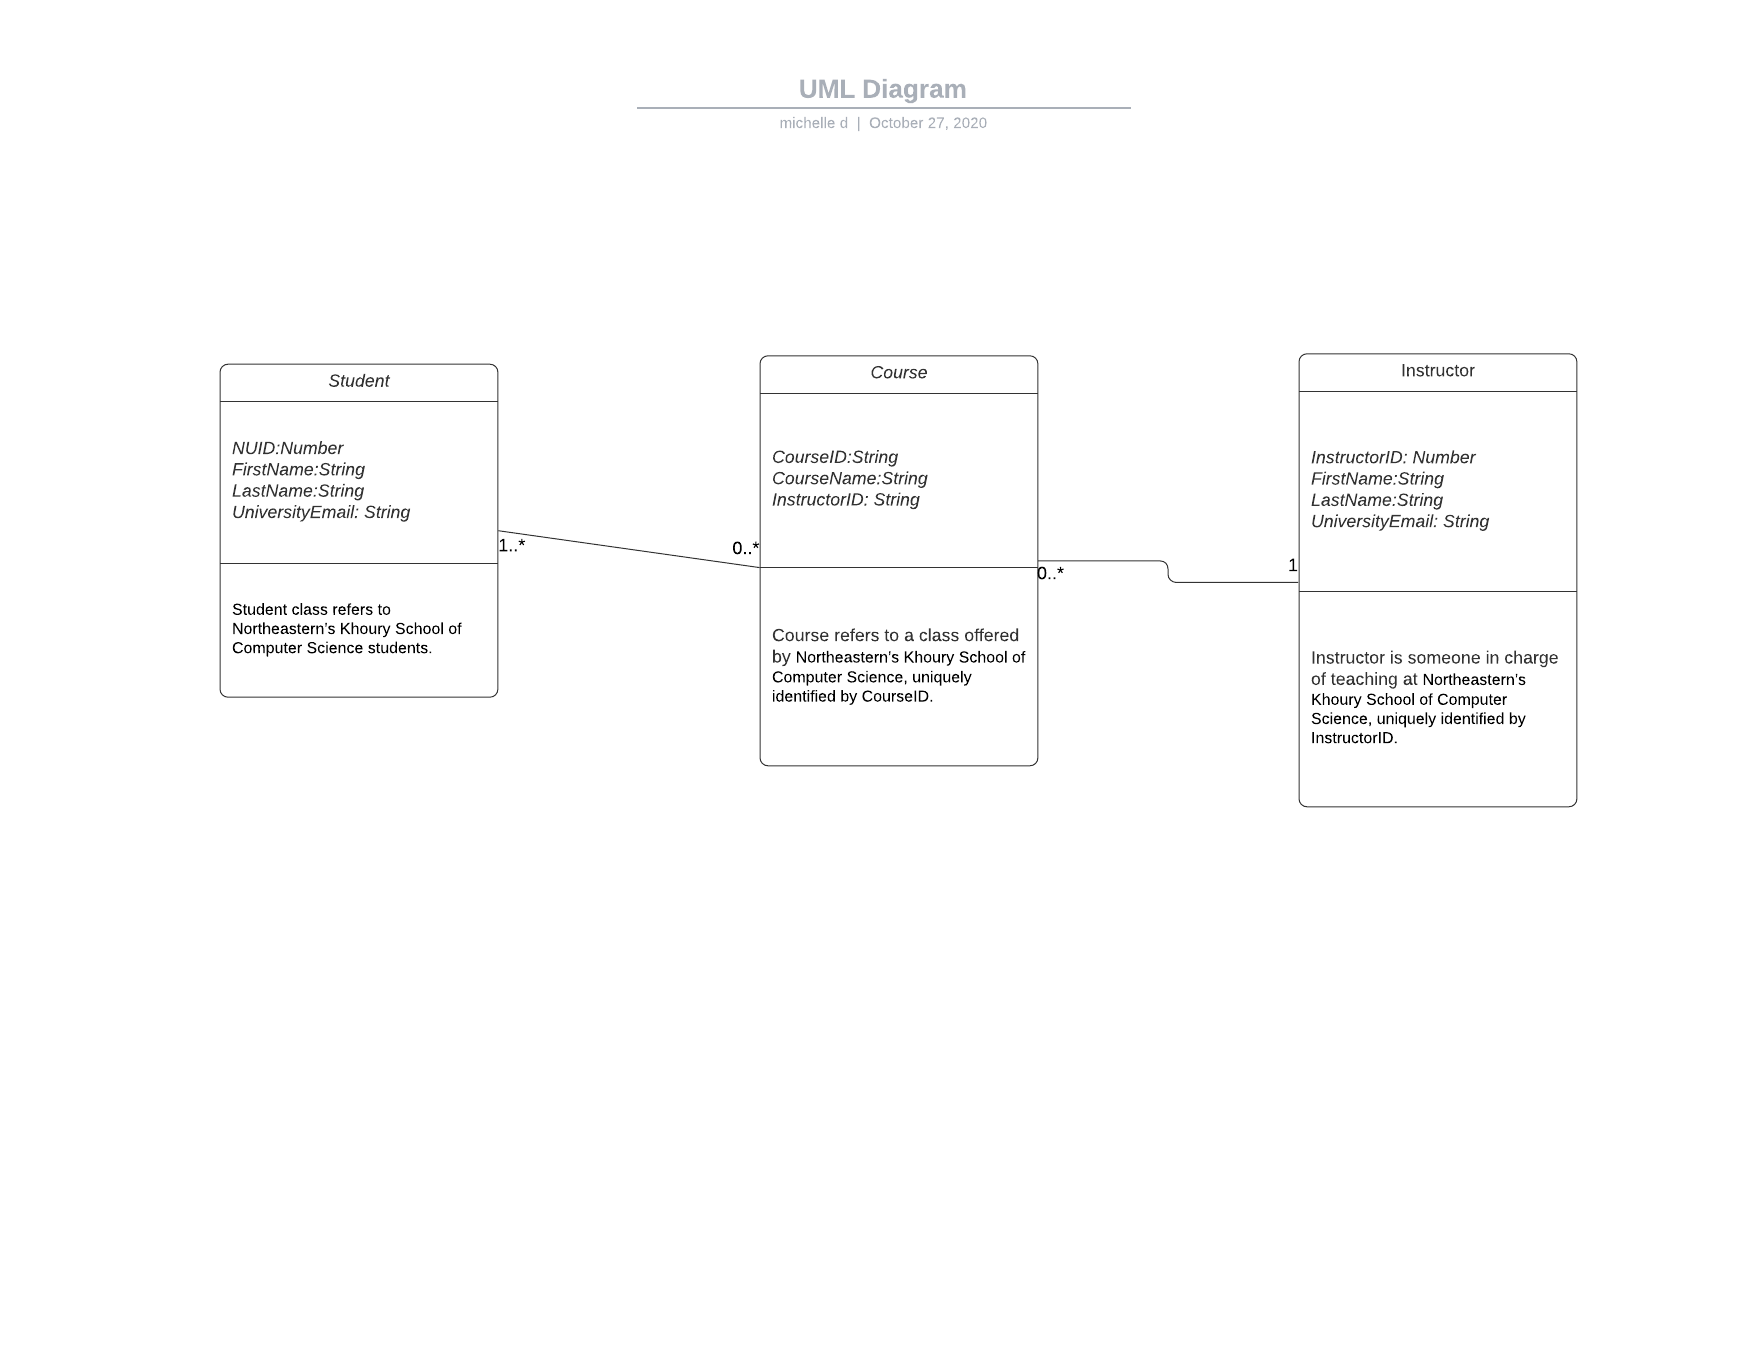 UML Diagram
michelle d | October 27, 2020
Student
NUID:Number
FirstName:String
LastName:String
UniversityEmail: String
1..*
Student class refers to
Northeastern's Khoury School of
Computer Science students.
Course
CourseID:String
CourseName:String
InstructorID: String
0..*
0..*
Course refers to a class offered
by Northeastern's Khoury School of
Computer Science, uniquely
identified by CourseID.
Instructor
InstructorID: Number
FirstName:String
LastName:String
UniversityEmail: String
1
Instructor is someone in charge
of teaching at Northeastern's
Khoury School of Computer
Science, uniquely identified by
InstructorID.